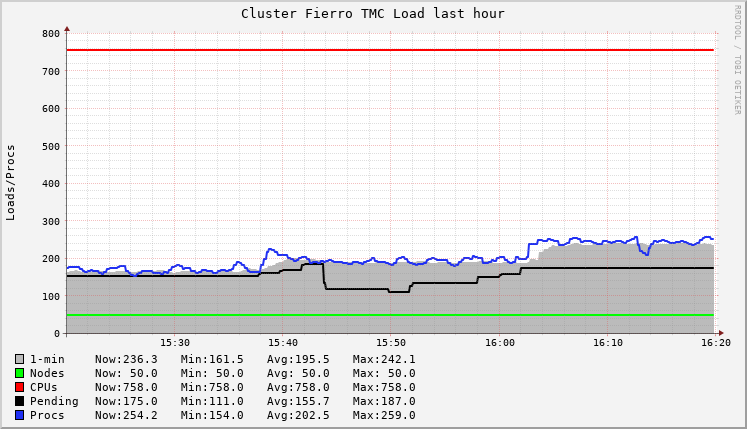 Cluster Fierro TMC Load last hour
RRDTOOL / TOBI OETIKER
Loads/Procs
800
700
600
500
400
300
200
100
0
15:30 15:40 15:50 16:00 16:10 16:20
1-min Now:236.3 Min:161.5 Avg:195.5 Max:242.1
Nodes Now: 50.0 Min: 50.0 Avg: 50.0 Max: 50.0
CPUs Now:758.0 Min:758.0 Avg:758.0 Max:758.0
Pending Now:175.0 Min:111.0 Avg:155.7 Max:187.0
Procs Now:254.2 Min:154.0 Avg:202.5 Max:259.0